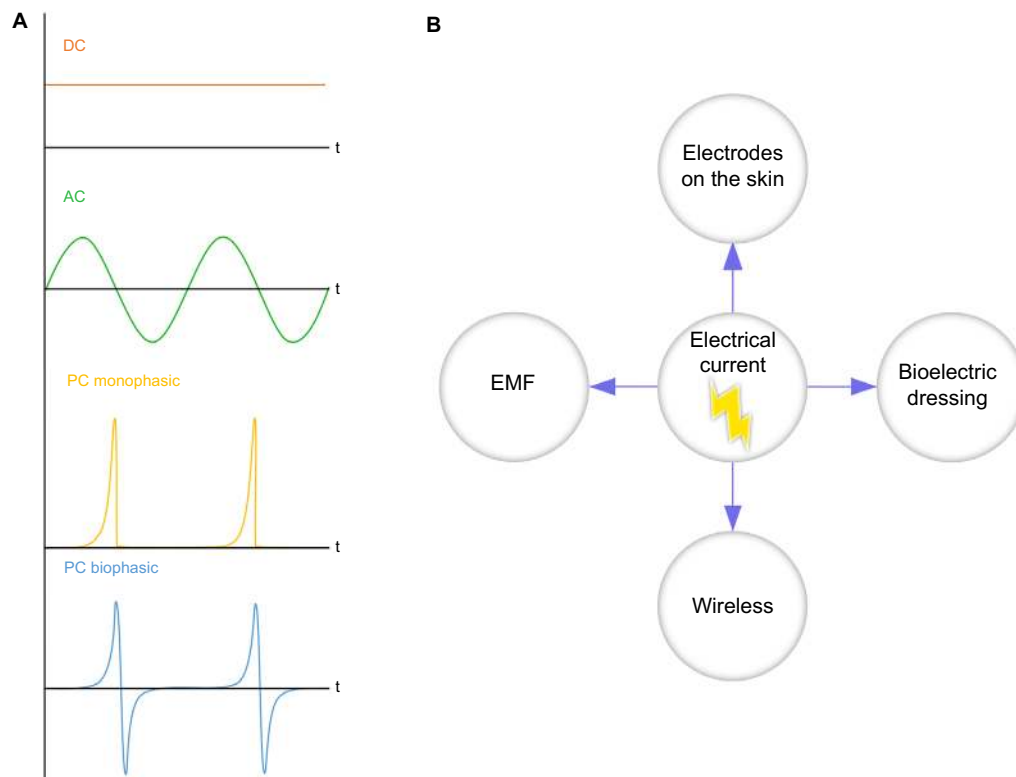 A
DC
t
AC
t
PC monophasic
t
PC biophasic
t
B
Electrodes
on the skin
EMF
Electrical
current
Bioelectric
dressing
Wireless